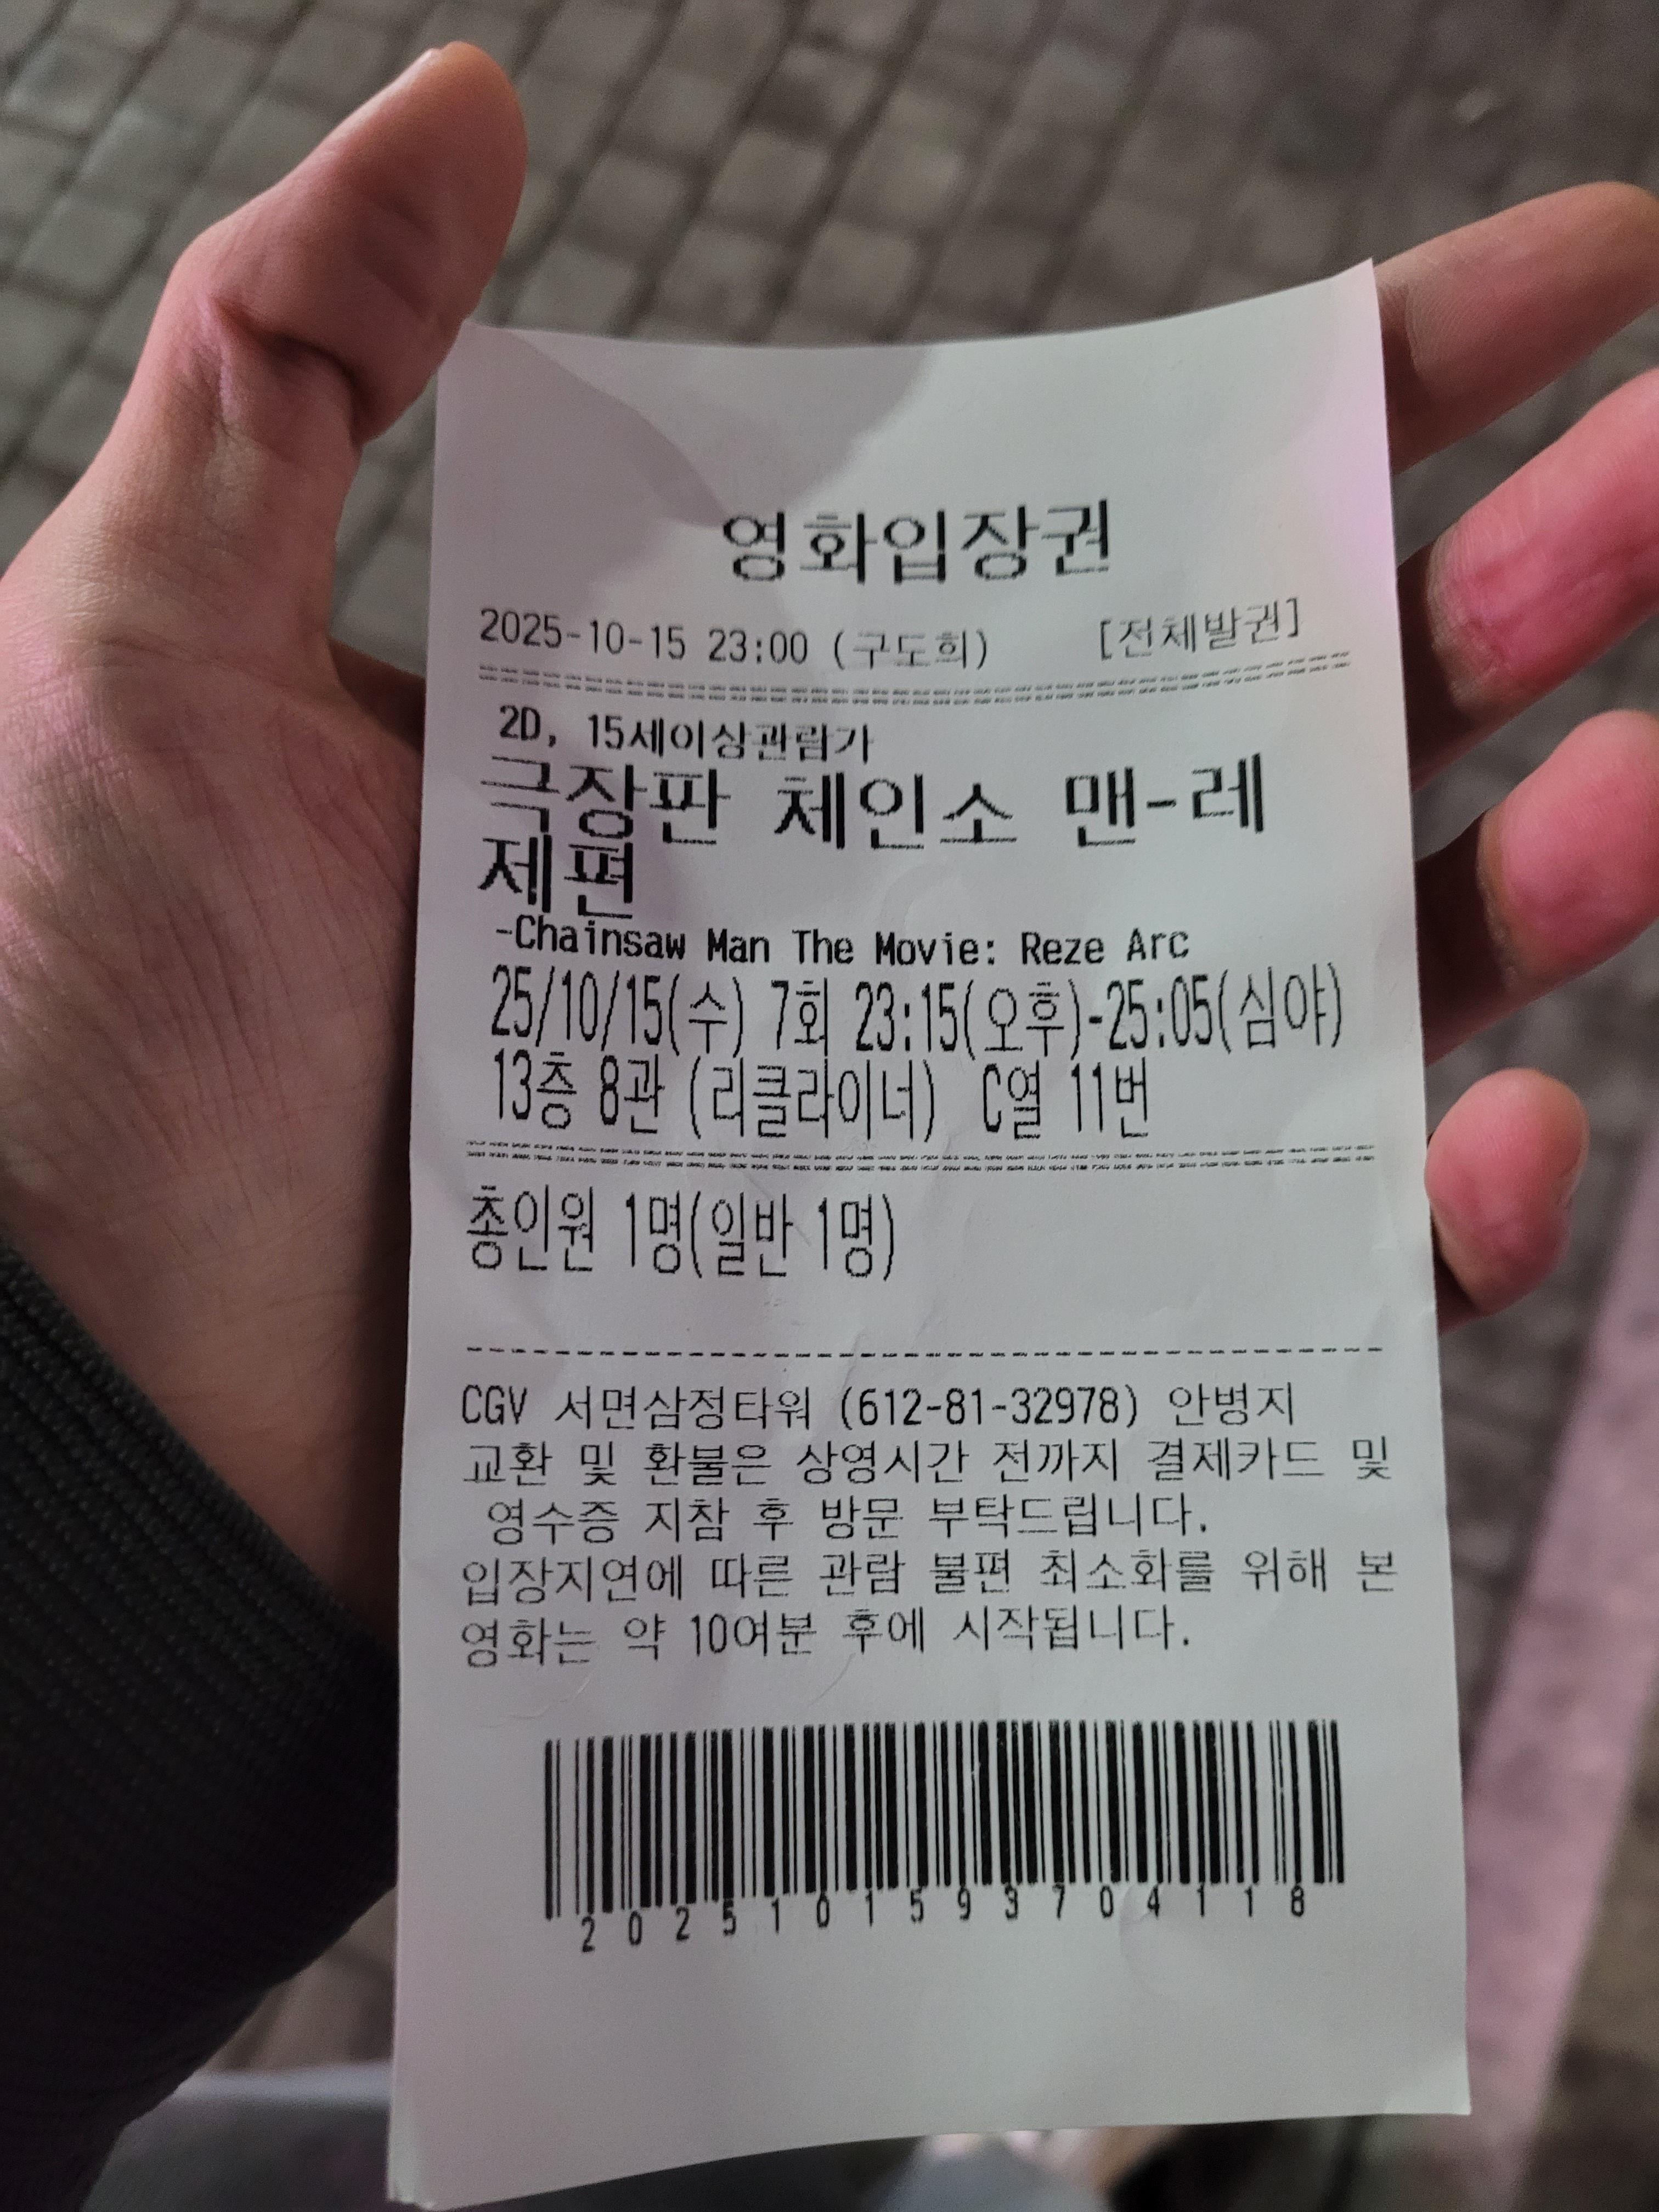 영화입장권
2025-10-15 23:00 (구도희) [전체발권]
2D, 15세이상관람가
극장판 체인소 맨-레
제편
-Chainsaw Man The Movie: Reze Arc
25/10/15(수) 7회 23:15(오후)-25:05(심야)
13층 8관 (리클라이너) C열 11번
총인원 1명(일반 1명)
CGV 서면삼정타워 (612-81-32978) 안병지
교환 및 환불은 상영시간 전까지 결제카드 및
영수증 지참 후 방문 부탁드립니다.
입장지연에 따른 관람 불편 최소화를 위해 본
영화는 약 10여분 후에 시작됩니다.
2025101593704118